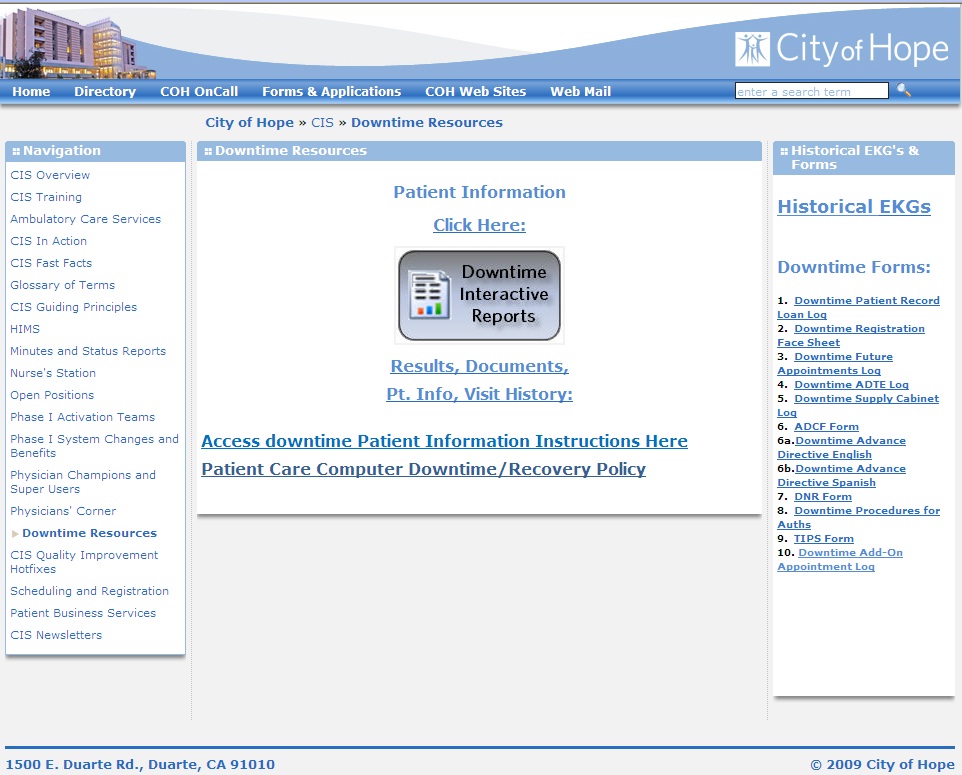 City of Hope
Home Directory COH OnCall Forms & Applications COH Web Sites Web Mail enter a search term
City of Hope » CIS » Downtime Resources
Navigation
CIS Overview
CIS Training
Ambulatory Care Services
CIS In Action
CIS Fast Facts
Glossary of Terms
CIS Guiding Principles
HIMS
Minutes and Status Reports
Nurse's Station
Open Positions
Phase I Activation Teams
Phase I System Changes and
Benefits
Physician Champions and
Super Users
Physicians' Corner
Downtime Resources
CIS Quality Improvement
Hotfixes
Scheduling and Registration
Patient Business Services
CIS Newsletters
Downtime Resources
Patient Information
Click Here:
Downtime
Interactive
Reports
Results, Documents,
Pt. Info, Visit History:
Access downtime Patient Information Instructions Here
Patient Care Computer Downtime/Recovery Policy
Historical EKG's &
Forms
Historical EKGs
Downtime Forms:
1. Downtime Patient Record
Loan Log
2. Downtime Registration
Face Sheet
3. Downtime Future
Appointments Log
4. Downtime ADTE Log
5. Downtime Supply Cabinet
Log
6. ADCF Form
6a.Downtime Advance
Directive English
6b.Downtime Advance
Directive Spanish
7. DNR Form
8. Downtime Procedures for
Auths
9. TIPS Form
10. Downtime Add-On
Appointment Log
1500 E. Duarte Rd., Duarte, CA 91010
© 2009 City of Hope